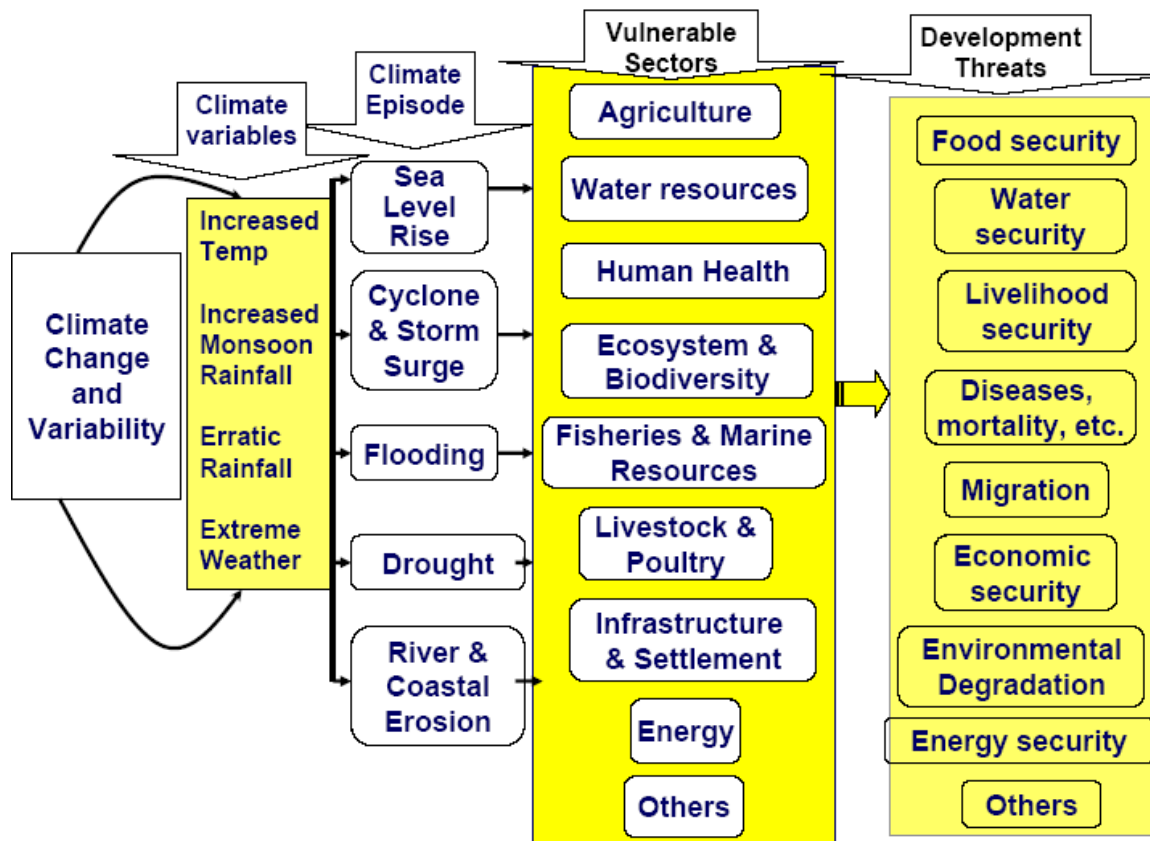 Climate
variables
Climate
Episode
Vulnerable
Sectors
Development
Threats
Climate
Change
and
Variability
Increased
Temp
Increased
Monsoon
Rainfall
Erratic
Rainfall
Extreme
Weather
Sea
Level
Rise
Cyclone
& Storm
Surge
Flooding
Drought
River &
Coastal
Erosion
Agriculture
Water resources
Human Health
Ecosystem &
Biodiversity
Fisheries & Marine
Resources
Livestock &
Poultry
Infrastructure
& Settlement
Energy
Others
Food security
Water
security
Livelihood
security
Diseases,
mortality, etc.
Migration
Economic
security
Environmental
Degradation
Energy security
Others